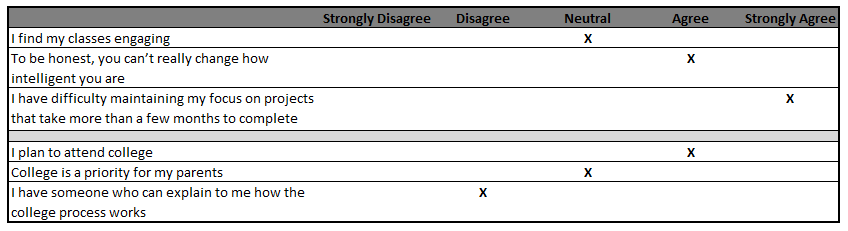 Strongly Disagree Disagree Neutral Agree Strongly Agree
I find my classes engaging X
To be honest, you can't really change how X
intelligent you are
I have difficulty maintaining my focus on projects X
that take more than a few months to complete
I plan to attend college X
College is a priority for my parents X
I have someone who can explain to me how the X
college process works